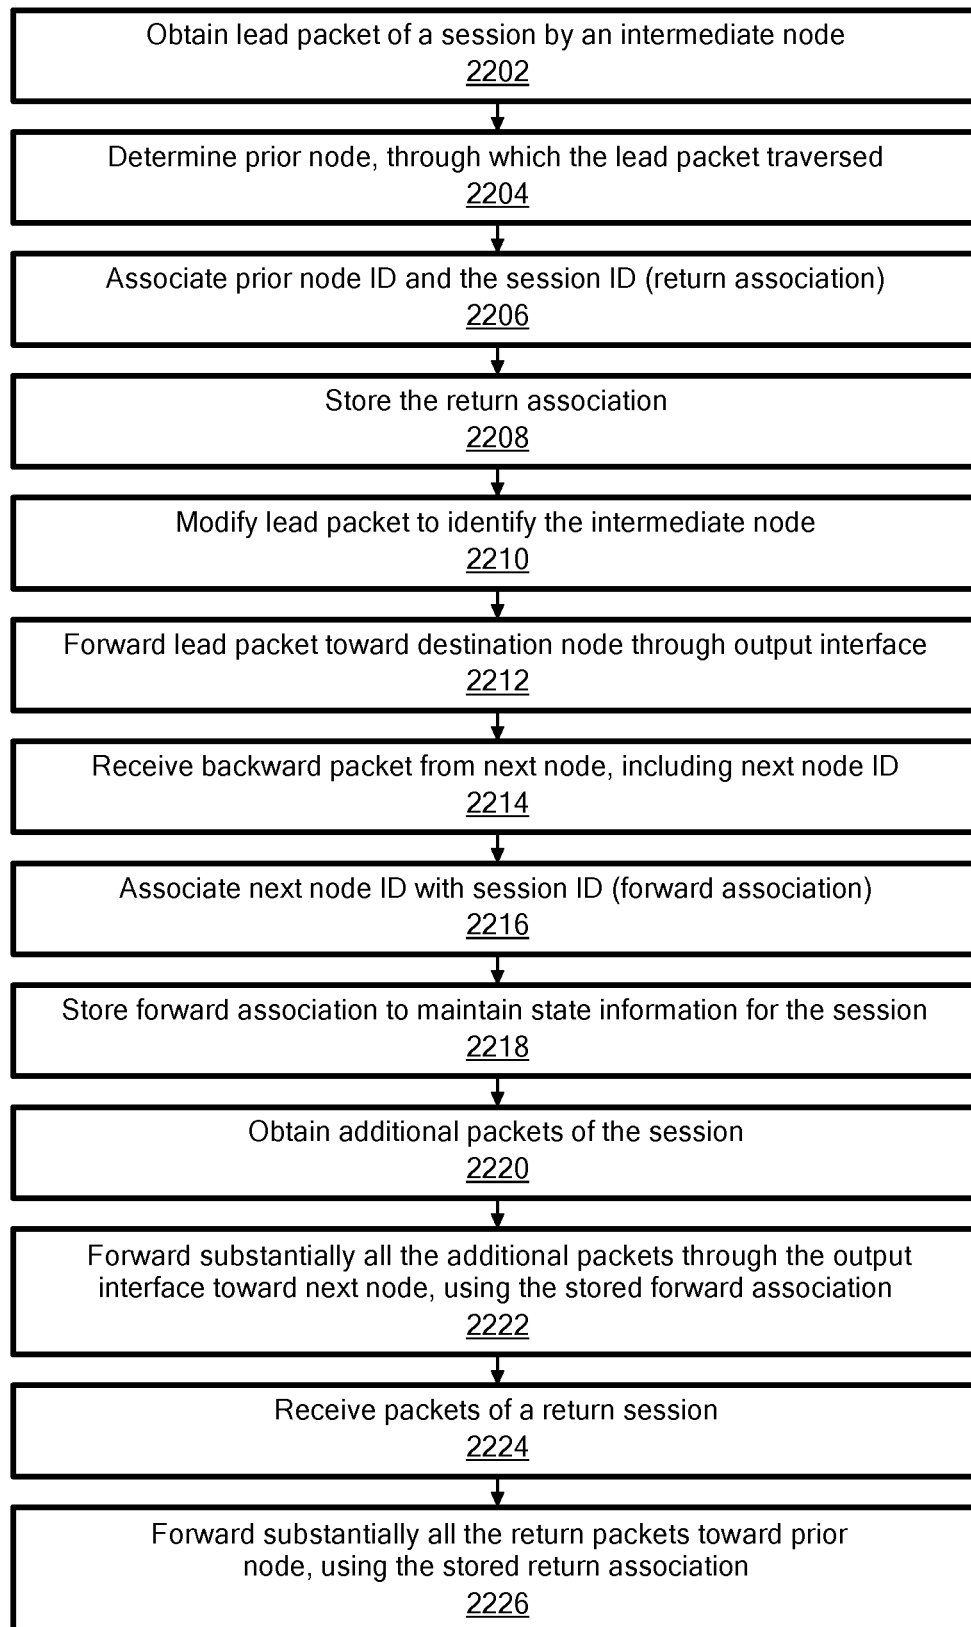 Obtain lead packet of a session by an intermediate node
2202
Determine prior node, through which the lead packet traversed
2204
Associate prior node ID and the session ID (return association)
2206
Store the return association
2208
Modify lead packet to identify the intermediate node
2210
Forward lead packet toward destination node through output interface
2212
Receive backward packet from next node, including next node ID
2214
Associate next node ID with session ID (forward association)
2216
Store forward association to maintain state information for the session
2218
Obtain additional packets of the session
2220
Forward substantially all the additional packets through the output
interface toward next node, using the stored forward association
2222
Receive packets of a return session
2224
Forward substantially all the return packets toward prior
node, using the stored return association
2226